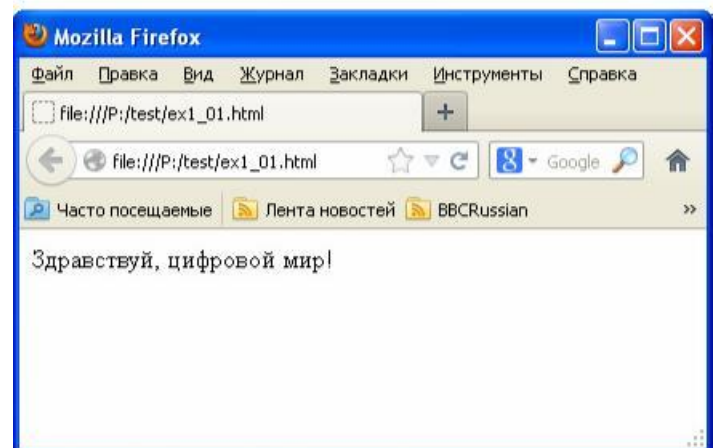 Mozilla Firefox
Файл Правка Вид Журнал Закладки Инструменты Справка
file:///P:/test/ex1_01.html +
file:///P:/test/ex1_01.html 8 Google
Часто посещаемые Лента новостей BBCRussian »
Здравствуй, цифровой мир!